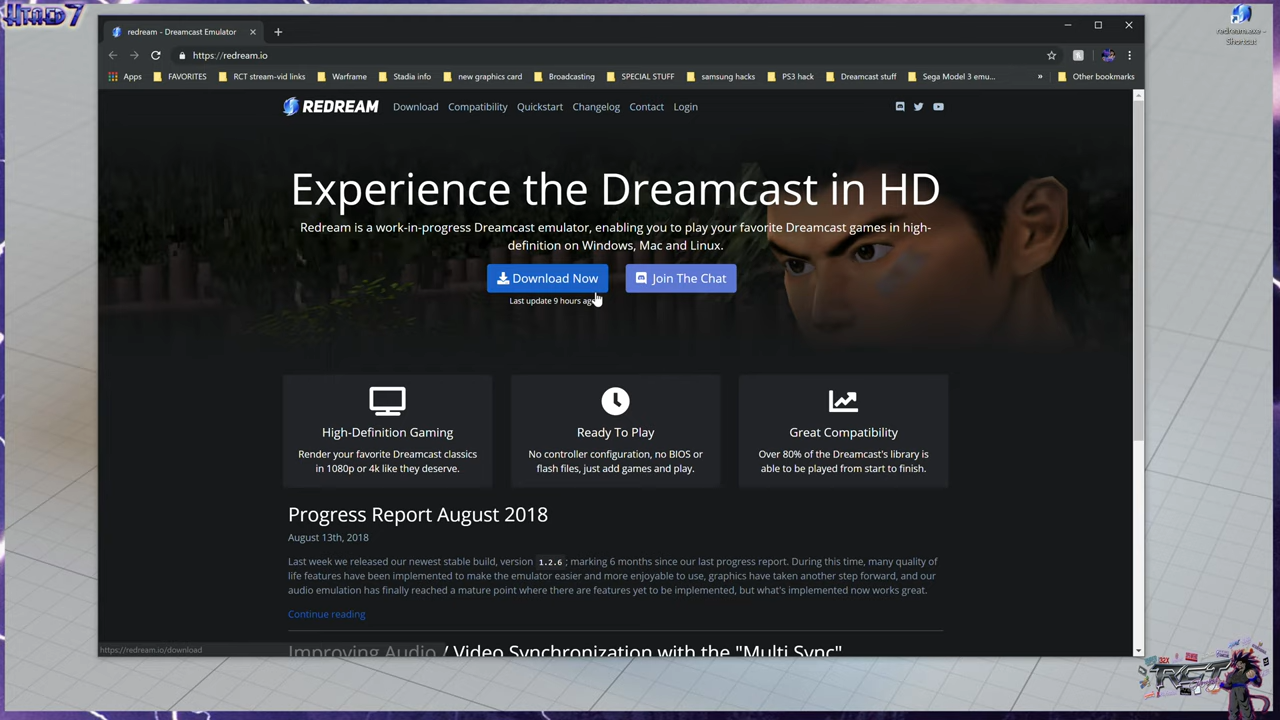 HTAD7
redream - Dreamcast Emulator
https://redream.io
Apps FAVORITES RCT stream-vid links Warframe Stadia info new graphics card Broadcasting SPECIAL STUFF samsung hacks PS3 hack Dreamcast stuff Sega Model 3 emu... » Other bookmarks
redream.exe - Shortcut
REDREAM Download Compatibility Quickstart Changelog Contact Login
Experience the Dreamcast in HD
Redream is a work-in-progress Dreamcast emulator, enabling you to play your favorite Dreamcast games in high-
definition on Windows, Mac and Linux.
Download Now Join The Chat
Last update 9 hours
High-Definition Gaming
Render your favorite Dreamcast classics
in 1080p or 4k like they deserve.
Ready To Play
No controller configuration, no BIOS or
flash files, just add games and play.
Great Compatibility
Over 80% of the Dreamcast's library is
able to be played from start to finish.
Progress Report August 2018
August 13th, 2018
Last week we released our newest stable build, version 1.2.6, marking 6 months since our last progress report. During this time, many quality of
life features have been implemented to make the emulator easier and more enjoyable to use, graphics have taken another step forward, and our
audio emulation has finally reached a mature point where there are features yet to be implemented, but what's implemented now works great.
Continue reading
Improving Audio / Video Synchronization with the "Multi Sync"
https://redream.io/download
RCT